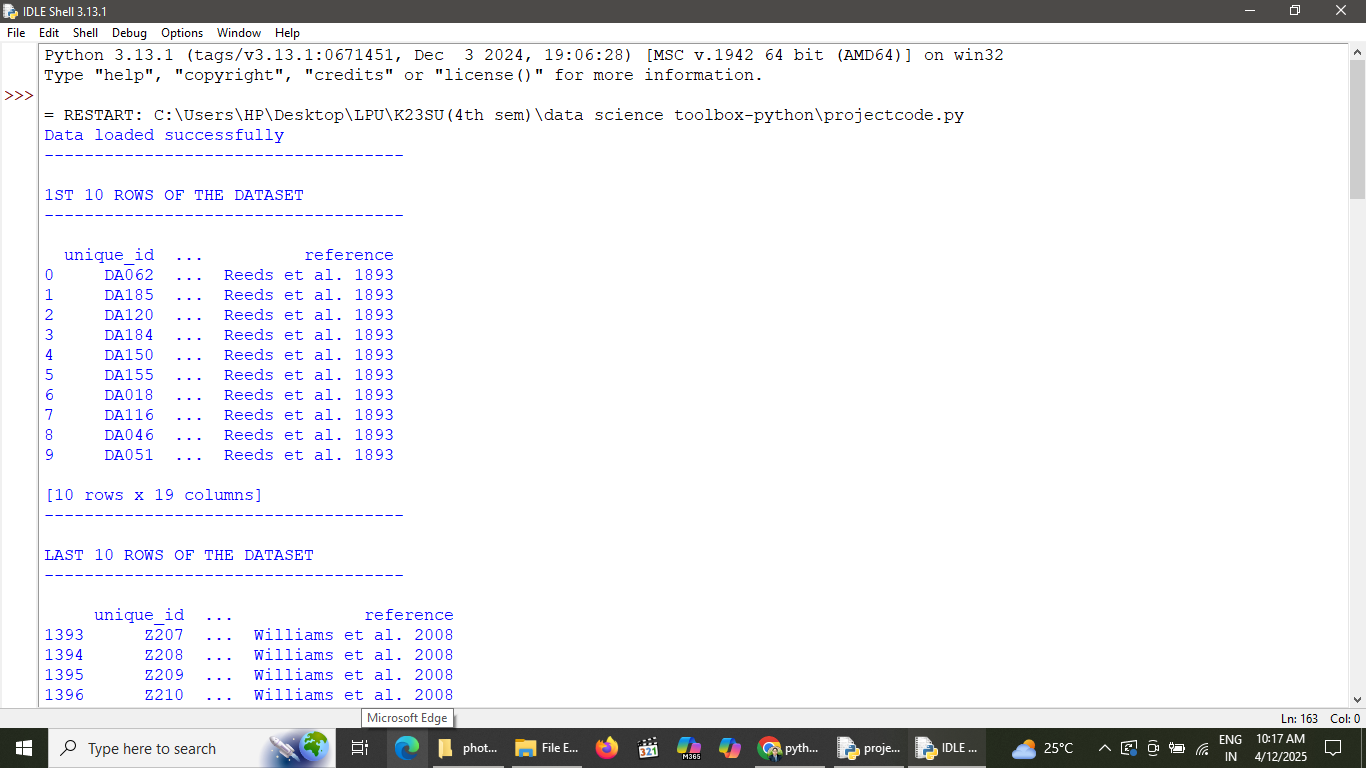 IDLE Shell 3.13.1
File Edit Shell Debug Options Window Help
Python 3.13.1 (tags/v3.13.1:0671451, Dec  3 2024, 19:06:28) [MSC v.1942 64 bit (AMD64)] on win32
Type "help", "copyright", "credits" or "license()" for more information.
>>>
= RESTART: C:\Users\HP\Desktop\LPU\K23SU(4th sem)\data science toolbox-python\projectcode.py
Data loaded successfully
------------------------------------
1ST 10 ROWS OF THE DATASET
------------------------------------
unique_id  ...          reference
0     DA062  ...  Reeds et al. 1893
1     DA185  ...  Reeds et al. 1893
2     DA120  ...  Reeds et al. 1893
3     DA184  ...  Reeds et al. 1893
4     DA150  ...  Reeds et al. 1893
5     DA155  ...  Reeds et al. 1893
6     DA018  ...  Reeds et al. 1893
7     DA116  ...  Reeds et al. 1893
8     DA046  ...  Reeds et al. 1893
9     DA051  ...  Reeds et al. 1893
[10 rows x 19 columns]
------------------------------------
LAST 10 ROWS OF THE DATASET
------------------------------------
unique_id  ...             reference
1393      Z207  ...  Williams et al. 2008
1394      Z208  ...  Williams et al. 2008
1395      Z209  ...  Williams et al. 2008
1396      Z210  ...  Williams et al. 2008
Microsoft Edge
Ln: 163 Col: 0
Type here to search
phot...
File E...
321
M365
pyth...
proje...
IDLE ...
25°C
ENG
IN
10:17 AM
4/12/2025